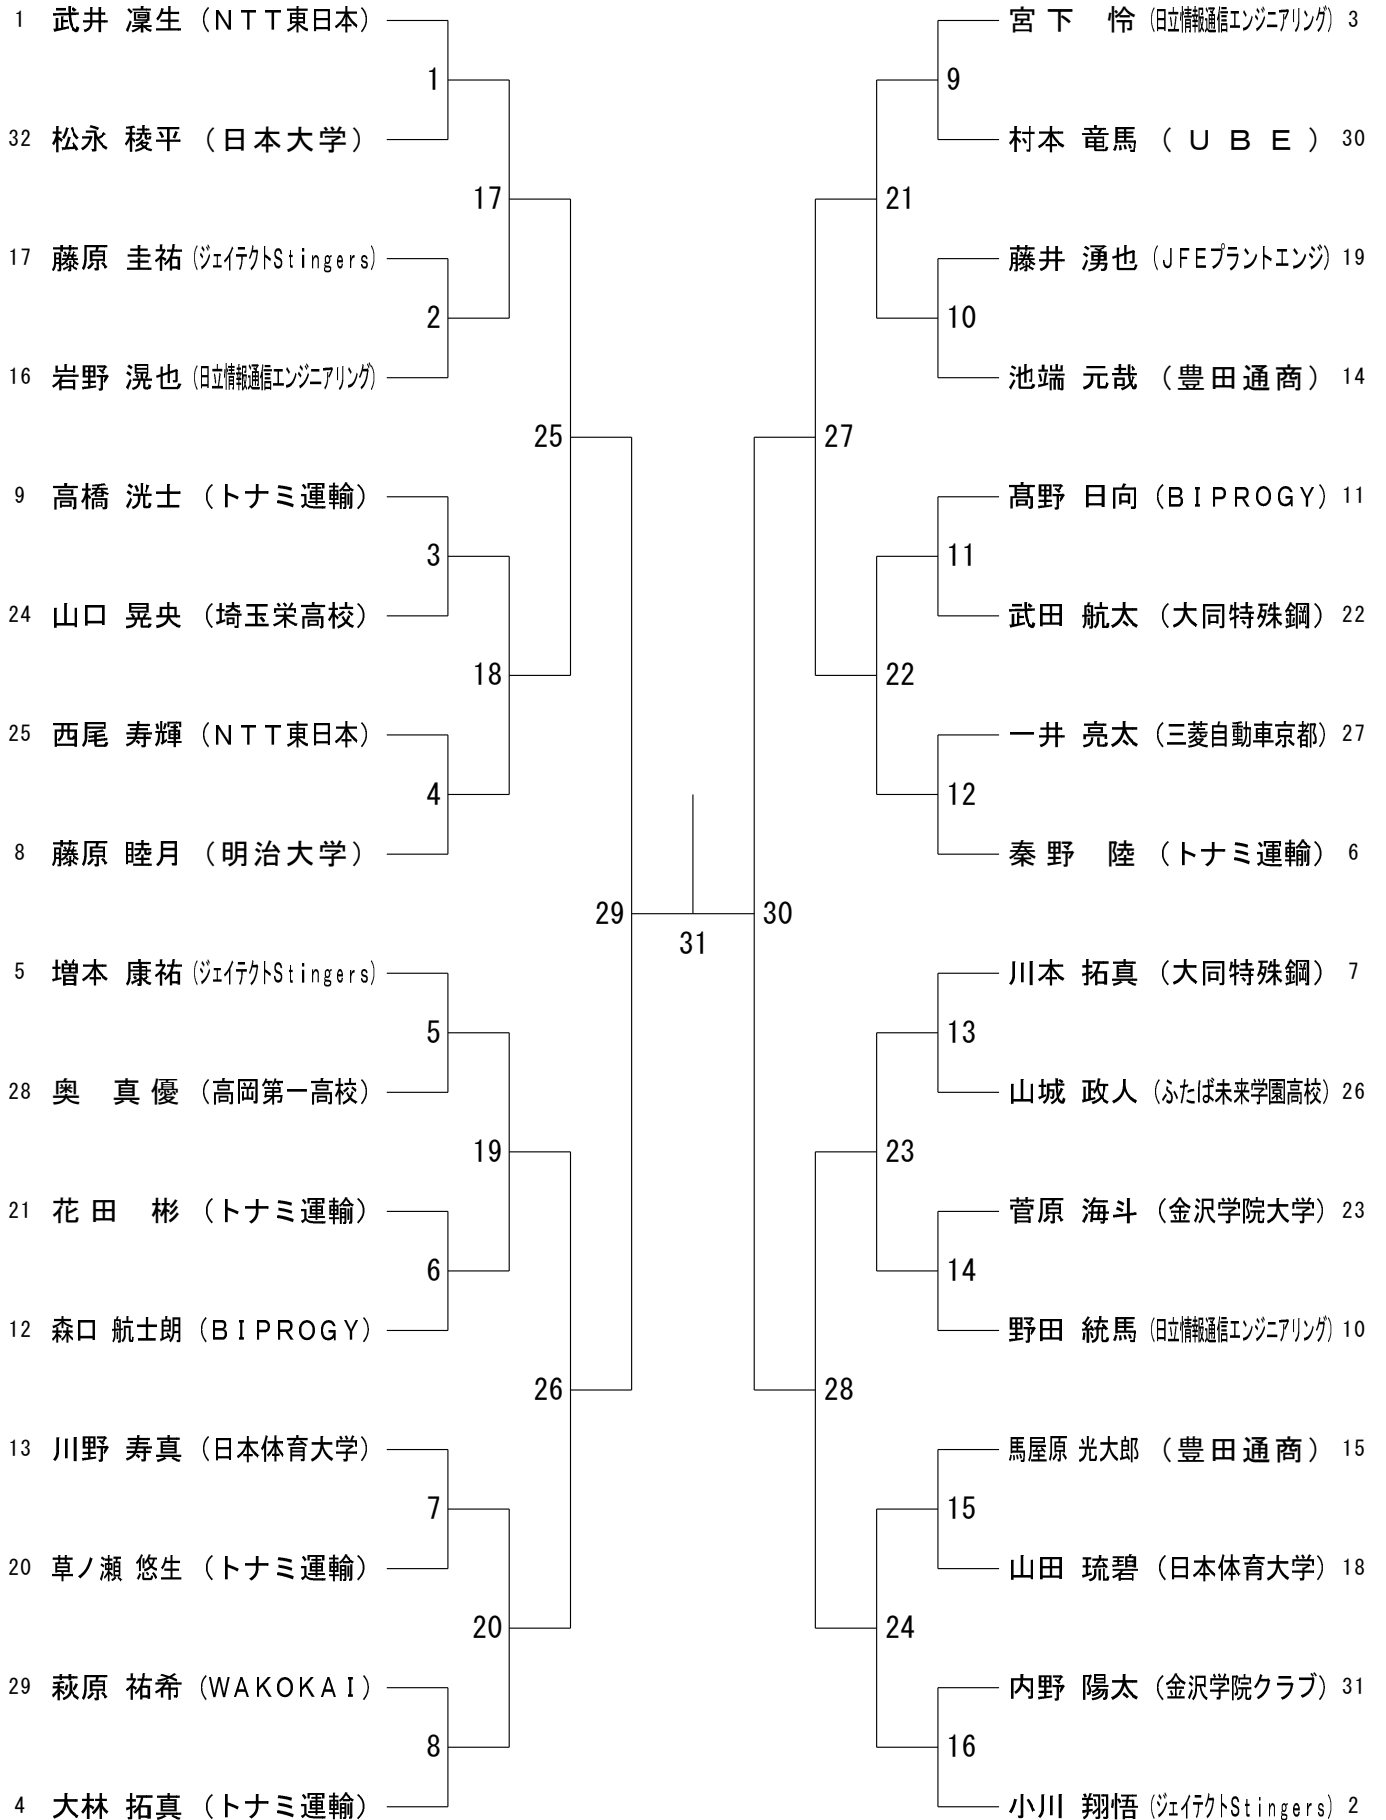 1 武井 凜生 (ＮＴＴ東日本)
1
32 松永 稜平 (日本大学)
17
17 藤原 圭祐 (ジェイテクトStingers)
2
16 岩野 滉也 (日立情報通信エンジニアリング)
25
9 高橋 洸士 (トナミ運輸)
3
24 山口 晃央 (埼玉栄高校)
18
25 西尾 寿輝 (ＮＴＴ東日本)
4
8 藤原 睦月 (明治大学)
29
5 増本 康祐 (ジェイテクトStingers)
5
28 奥 真優 (高岡第一高校)
19
21 花田 彬 (トナミ運輸)
6
12 森口 航士朗 (ＢＩＰＲＯＧＹ)
26
13 川野 寿真 (日本体育大学)
7
20 草ノ瀬 悠生 (トナミ運輸)
20
29 萩原 祐希 (ＷＡＫＯＫＡＩ)
8
4 大林 拓真 (トナミ運輸)
31
宮下 怜 (日立情報通信エンジニアリング) 3
9
村本 竜馬 (ＵＢＥ) 30
21
藤井 湧也 (ＪＦＥプラントエンジ) 19
10
池端 元哉 (豊田通商) 14
27
髙野 日向 (ＢＩＰＲＯＧＹ) 11
11
武田 航太 (大同特殊鋼) 22
22
一井 亮太 (三菱自動車京都) 27
12
秦野 陸 (トナミ運輸) 6
30
川本 拓真 (大同特殊鋼) 7
13
山城 政人 (ふたば未来学園高校) 26
23
菅原 海斗 (金沢学院大学) 23
14
野田 統馬 (日立情報通信エンジニアリング) 10
28
馬屋原 光大郎 (豊田通商) 15
15
山田 琉碧 (日本体育大学) 18
24
内野 陽太 (金沢学院クラブ) 31
16
小川 翔悟 (ジェイテクトStingers) 2